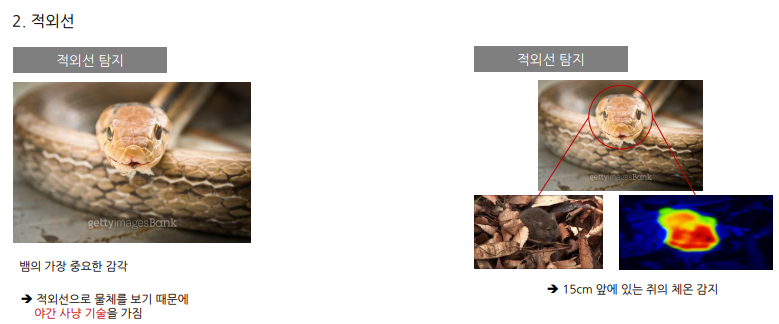 2. 적외선
적외선 탐지
gettyimagesBank
뱀의 가장 중요한 감각
➔ 적외선으로 물체를 보기 때문에
야간 사냥 기술을 가짐
적외선 탐지
gettyimagesBank
➔ 15cm 앞에 있는 쥐의 체온 감지